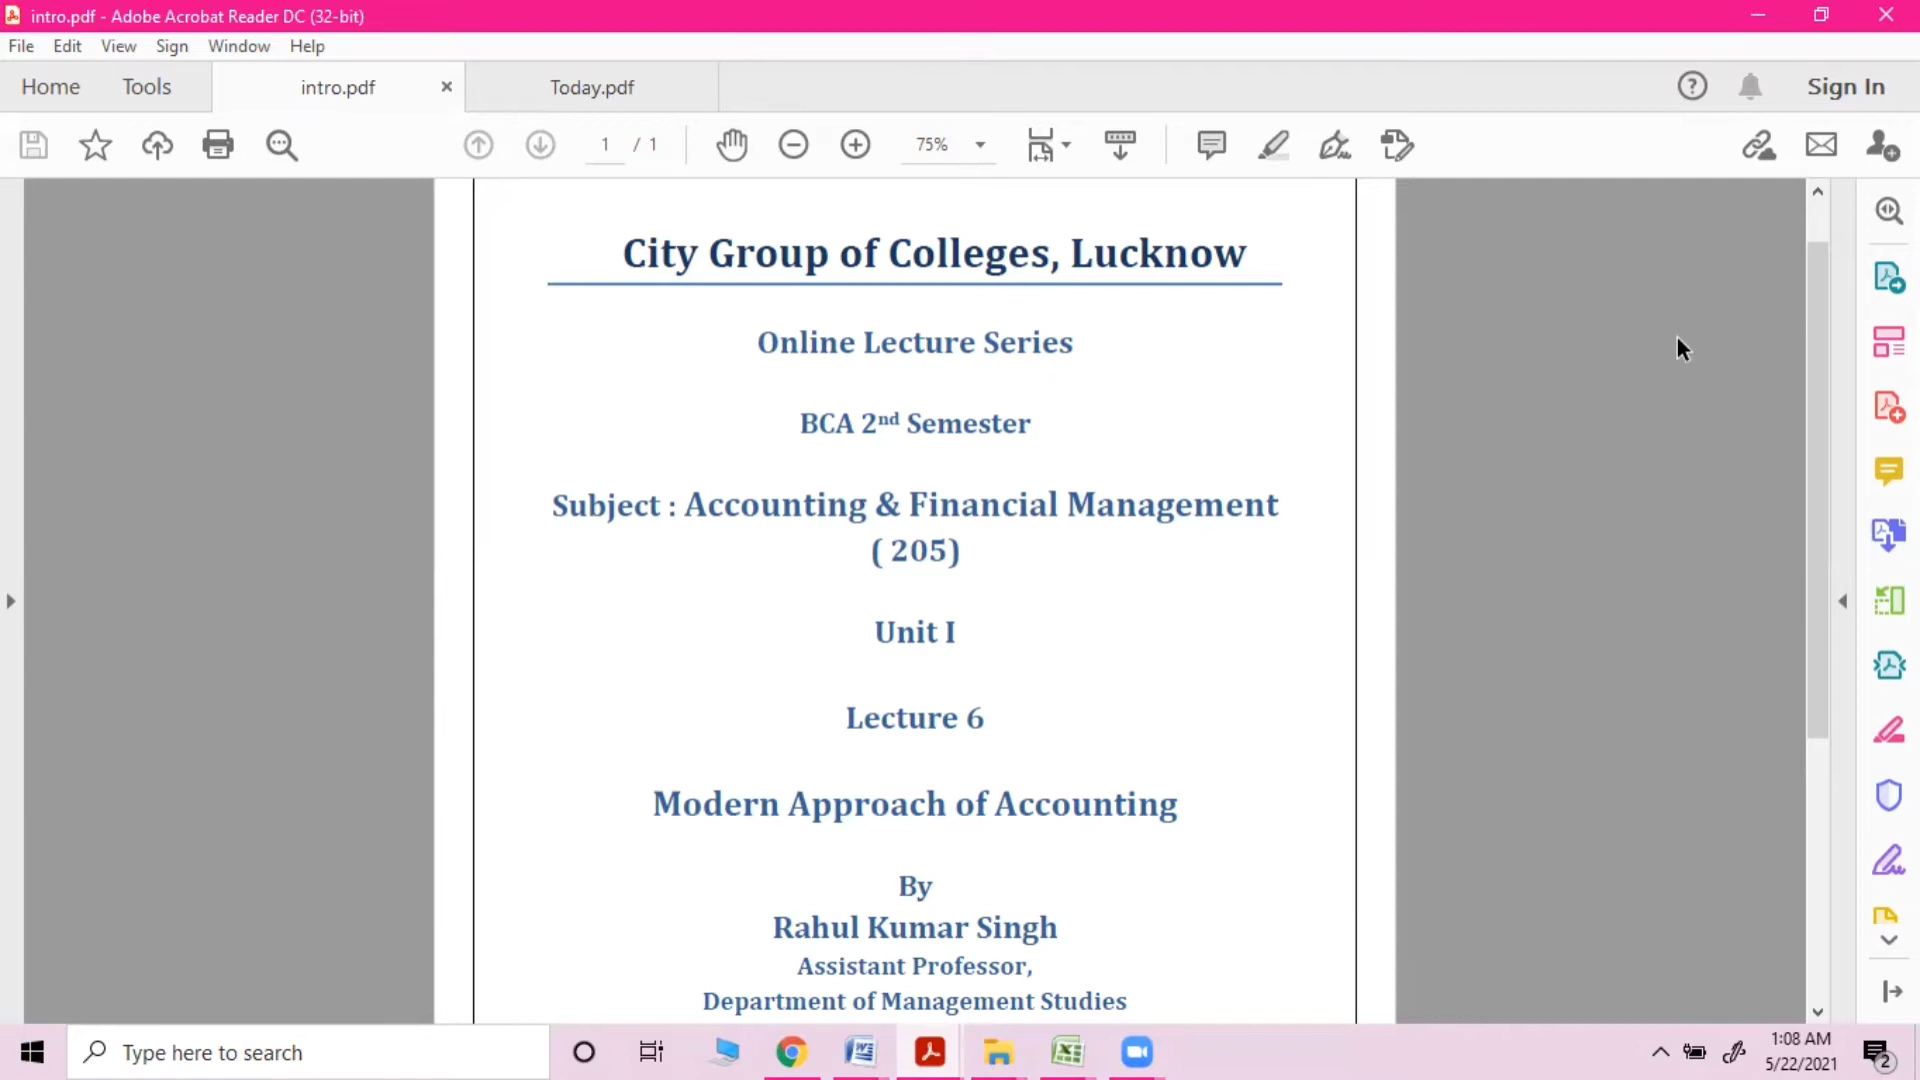 intro.pdf - Adobe Acrobat Reader DC (32-bit)
File Edit View Sign Window Help
Home Tools intro.pdf × Today.pdf ? Sign In
1 / 1 75%
City Group of Colleges, Lucknow
Online Lecture Series
BCA 2nd Semester
Subject : Accounting & Financial Management
( 205)
Unit I
Lecture 6
Modern Approach of Accounting
By
Rahul Kumar Singh
Assistant Professor,
Department of Management Studies
Type here to search
1:08 AM
5/22/2021
2